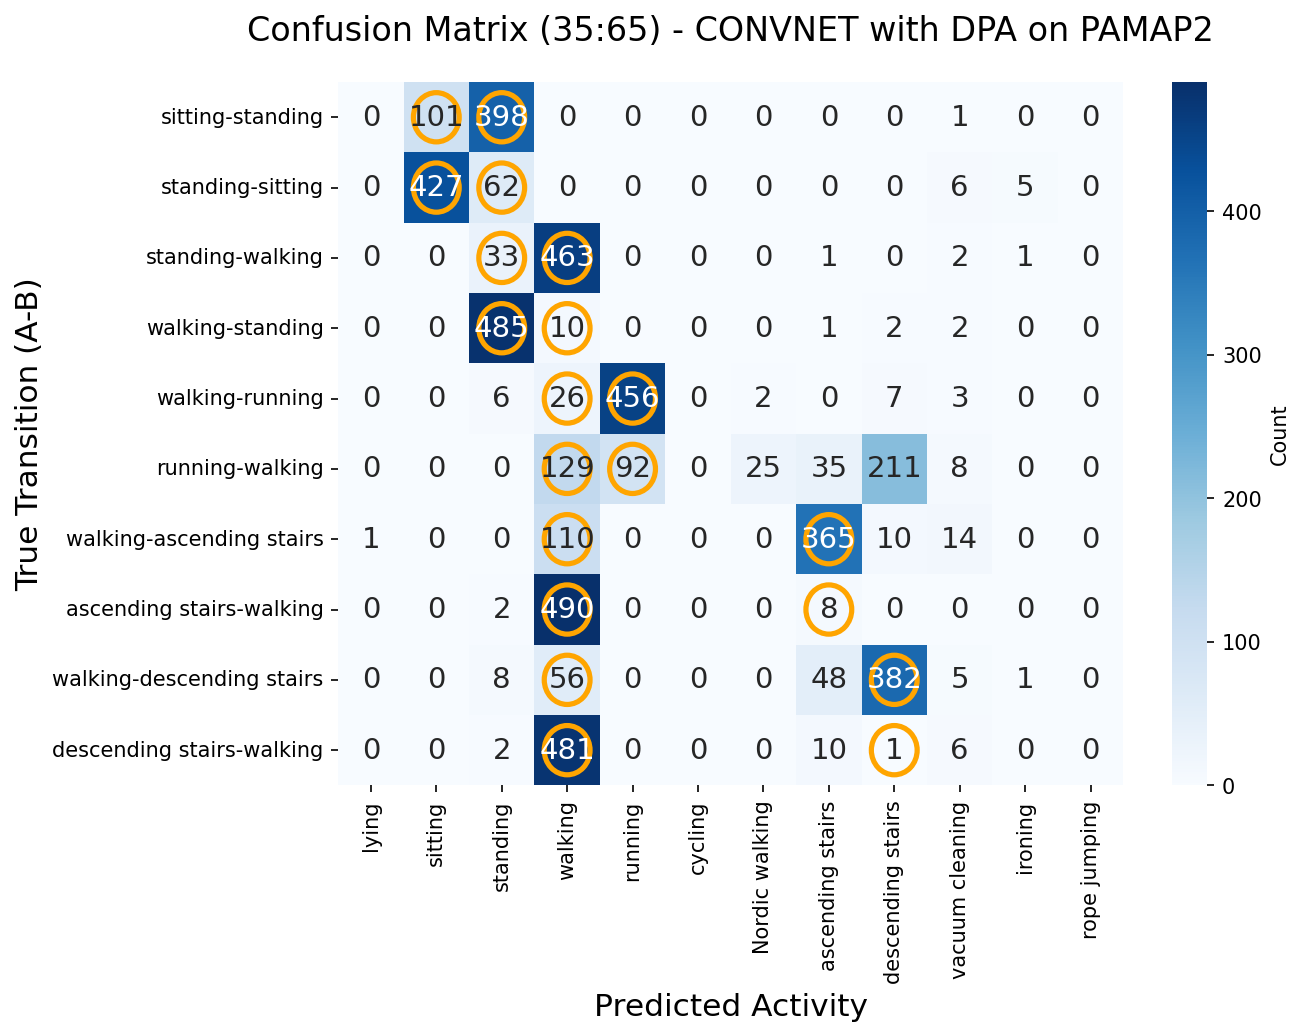 Confusion Matrix (35:65) - CONVNET with DPA on PAMAP2
True Transition (A-B)
sitting-standing 0 101 398 0 0 0 0 0 0 1 0 0
standing-sitting 0 427 62 0 0 0 0 0 0 6 5 0
standing-walking 0 0 33 463 0 0 0 1 0 2 1 0
walking-standing 0 0 485 10 0 0 0 1 2 2 0 0
walking-running 0 0 6 26 456 0 2 0 7 3 0 0
running-walking 0 0 0 129 92 0 25 35 211 8 0 0
walking-ascending stairs 1 0 0 110 0 0 0 365 10 14 0 0
ascending stairs-walking 0 0 2 490 0 0 0 8 0 0 0 0
walking-descending stairs 0 0 8 56 0 0 0 48 382 5 1 0
descending stairs-walking 0 0 2 481 0 0 0 10 1 6 0 0
lying
sitting
standing
walking
running
cycling
Nordic walking
ascending stairs
descending stairs
vacuum cleaning
ironing
rope jumping
Predicted Activity
400
300
200
100
0
Count